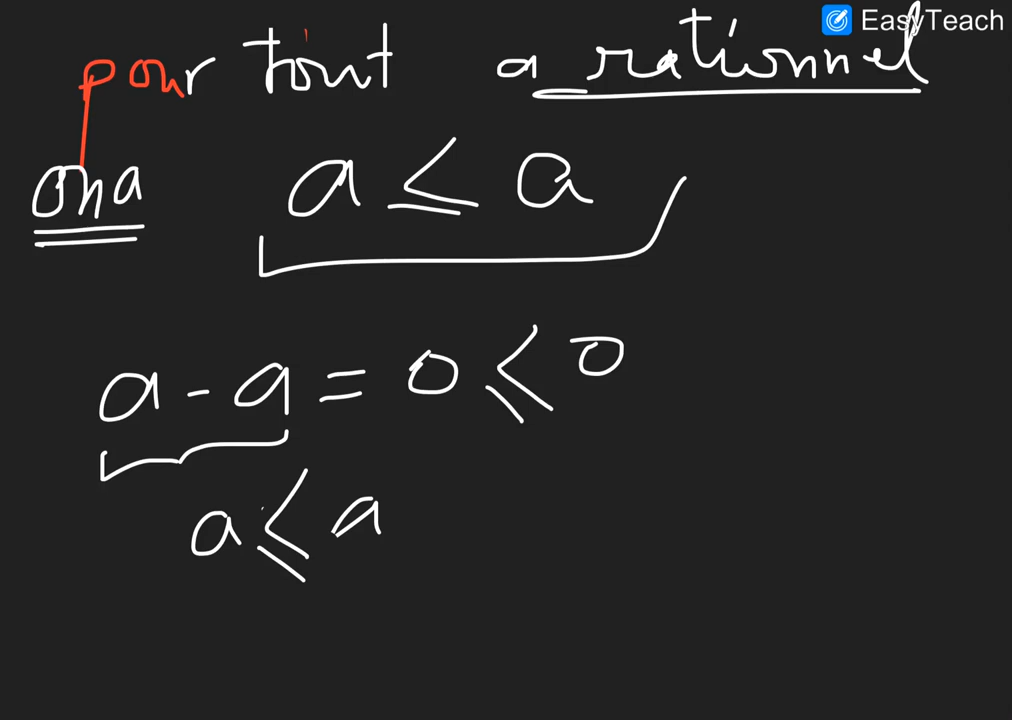 EasyTeach
pour tout a rationnel
on a a ≤ a
a - a = 0 ≤ 0
a ≤ a